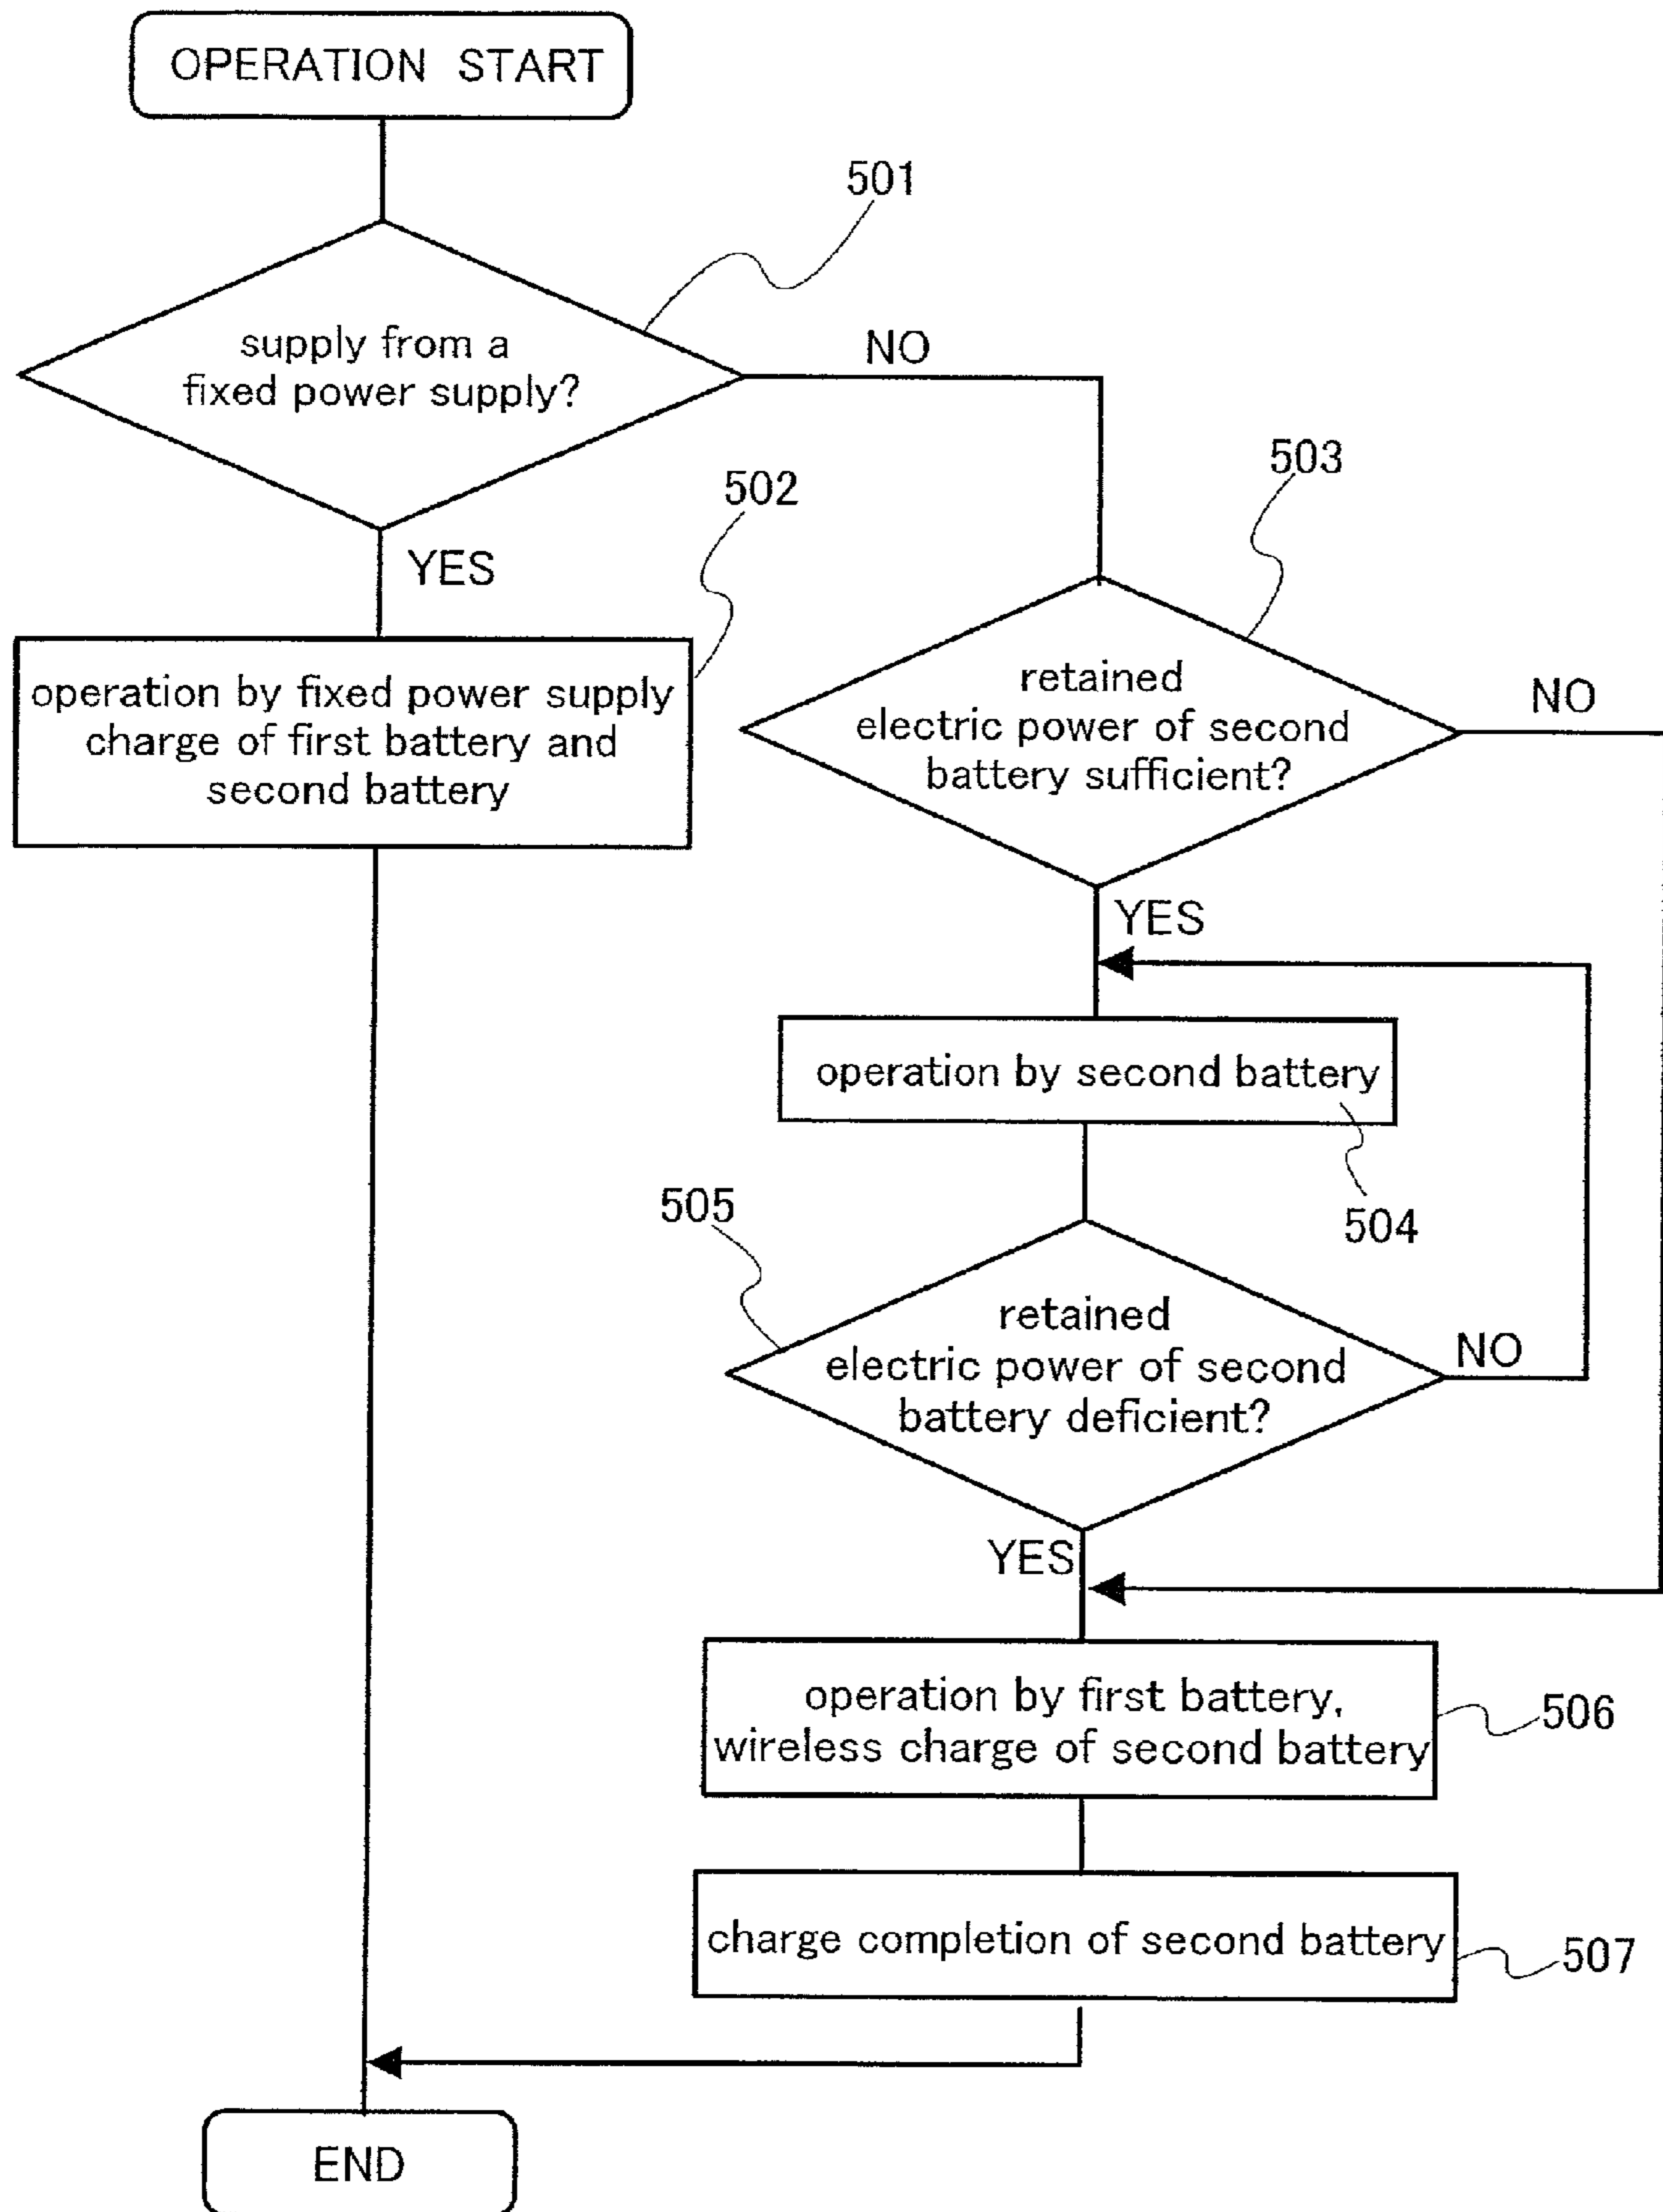 OPERATION START
501
supply from a
fixed power supply?
NO
YES
502
operation by fixed power supply
charge of first battery and
second battery
503
retained
electric power of second
battery sufficient?
NO
YES
operation by second battery
504
505
retained
electric power of second
battery deficient?
NO
YES
operation by first battery,
wireless charge of second battery
506
charge completion of second battery
507
END